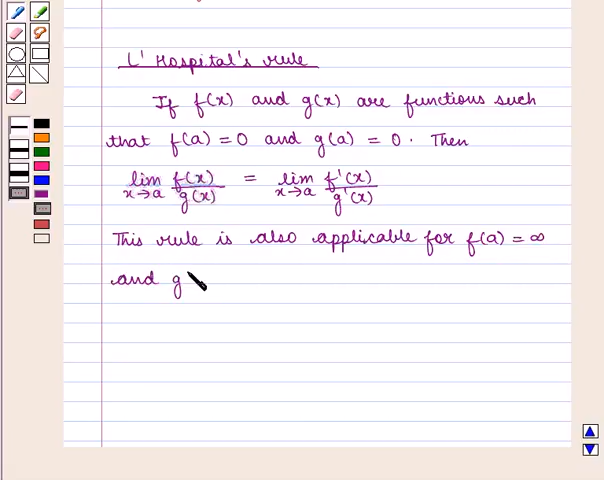 L' Hospital's rule
If f(x) and g(x) are functions such
that f(a) = 0 and g(a) = 0. Then
lim x→a f(x)/g(x) = lim x→a f'(x)/g'(x)
This rule is also applicable for f(a) = ∞
and g